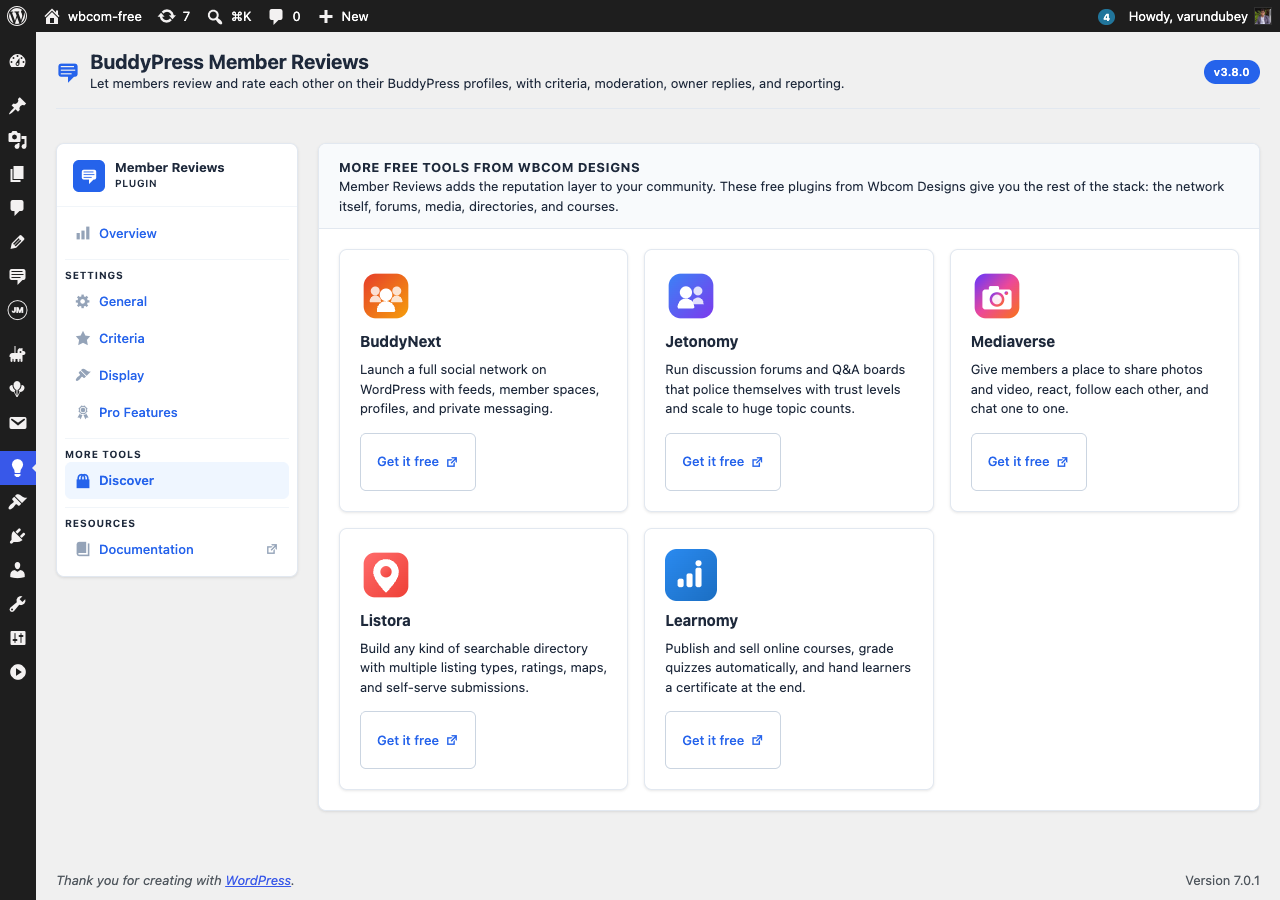 wbcom-free 7 ⌘K 0 New 4 Howdy, varundubey
BuddyPress Member Reviews
Let members review and rate each other on their BuddyPress profiles, with criteria, moderation, owner replies, and reporting.
v3.8.0
Member Reviews
PLUGIN
Overview
SETTINGS
General
Criteria
Display
Pro Features
MORE TOOLS
Discover
RESOURCES
Documentation
JM
MORE FREE TOOLS FROM WBCOM DESIGNS
Member Reviews adds the reputation layer to your community. These free plugins from Wbcom Designs give you the rest of the stack: the network
itself, forums, media, directories, and courses.
BuddyNext
Launch a full social network on
WordPress with feeds, member spaces,
profiles, and private messaging.
Get it free
Jetonomy
Run discussion forums and Q&A boards
that police themselves with trust levels
and scale to huge topic counts.
Get it free
Mediaverse
Give members a place to share photos
and video, react, follow each other, and
chat one to one.
Get it free
Listora
Build any kind of searchable directory
with multiple listing types, ratings, maps,
and self-serve submissions.
Get it free
Learnomy
Publish and sell online courses, grade
quizzes automatically, and hand learners
a certificate at the end.
Get it free
Thank you for creating with WordPress.
Version 7.0.1